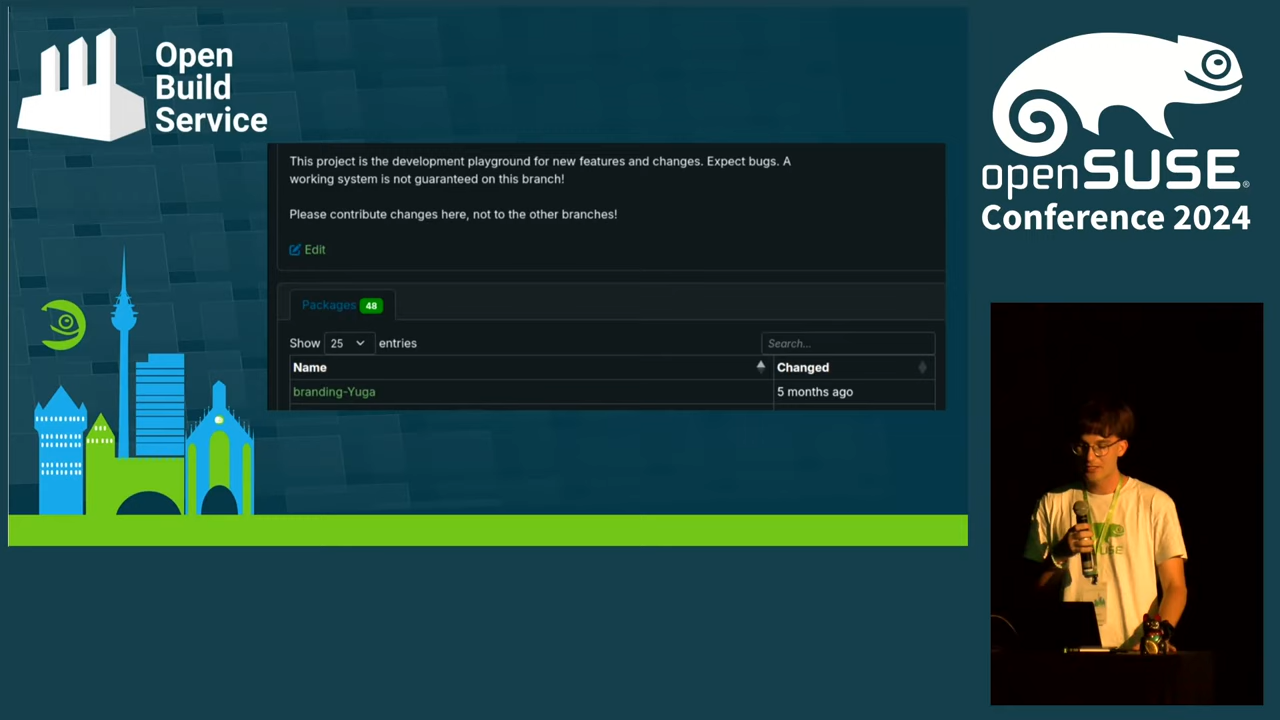 Open
Build
Service
This project is the development playground for new features and changes. Expect bugs. A
working system is not guaranteed on this branch!
Please contribute changes here, not to the other branches!
Edit
Packages 48
Show 25 entries
Search...
Name Changed
branding-Yuga 5 months ago
openSUSE®
Conference 2024
SUSE